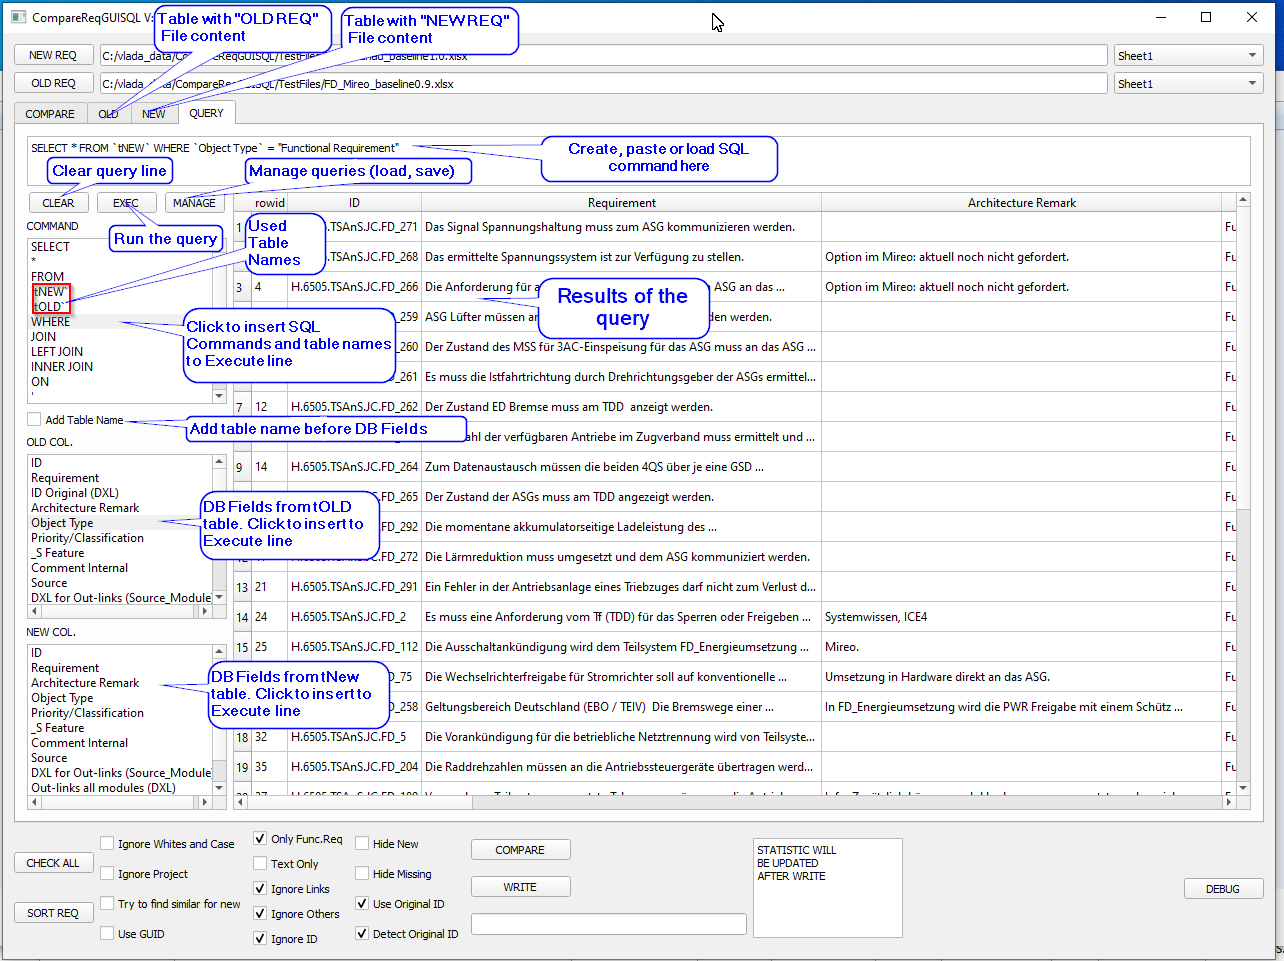 CompareReqGUISQL V:
Table with "OLD REQ"
File content
Table with "NEW REQ"
File content
NEW REQ
C:/vlada_data/CompareReqGUISQL/TestFiles/
_baseline1.0.xlsx
Sheet1
OLD REQ
C:/vlada_data/CompareReqGUISQL/TestFiles/FD_Mireo_baseline0.9.xlsx
Sheet1
COMPARE
OLD
NEW
QUERY
SELECT * FROM `tNEW` WHERE `Object Type` = "Functional Requirement"
Create, paste or load SQL
command here
Clear query line
Manage queries (load, save)
CLEAR
EXEC
MANAGE
rowid
ID
Requirement
Architecture Remark
COMMAND
Run the query
Used
Table
Names
SELECT
*
FROM
tNEW`
tOLD`
WHERE
JOIN
LEFT JOIN
INNER JOIN
ON
'
Click to insert SQL
Commands and table names
to Execute line
Results of the
query
1
.TSAnS.JC.FD_271 Das Signal Spannungshaltung muss zum ASG kommunizieren werden. Fu
.TSAnS.JC.FD_268 Das ermittelte Spannungssystem ist zur Verfügung zu stellen. Option im Mireo: aktuell noch nicht gefordert. Fu
3 4 H.6505.TSAnS.JC.FD_266 Die Anforderung für a ASG an das ... Option im Mireo: aktuell noch nicht gefordert. Fu
_259 ASG Lüfter müssen an den werden. Fu
_260 Der Zustand des MSS für 3AC-Einspeisung für das ASG muss an das ASG ... Fu
_261 Es muss die Istfahrtrichtung durch Drehrichtungsgeber der ASGs ermittel... Fu
7 12 H.6505.TSAnS.JC.FD_262 Der Zustand ED Bremse muss am TDD anzeigt werden. Fu
ahl der verfügbaren Antriebe im Zugverband muss ermittelt und ... Fu
9 14 H.6505.TSAnS.JC.FD_264 Zum Datenaustausch müssen die beiden 4QS über je eine GSD ... Fu
.JC.FD_265 Der Zustand der ASGs muss am TDD angezeigt werden. Fu
.JC.FD_292 Die momentane akkumulatorseitige Ladeleistung des ... Fu
.JC.FD_272 Die Lärmreduktion muss umgesetzt und dem ASG kommuniziert werden. Fu
13 21 H.6505.TSAnS.JC.FD_291 Ein Fehler in der Antriebsanlage eines Triebzuges darf nicht zum Verlust d... Fu
14 24 H.6505.TSAnS.JC.FD_2 Es muss eine Anforderung vom Tf (TDD) für das Sperren oder Freigeben ... Systemwissen, ICE4 Fu
15 25 H.6505.TSAnS.JC.FD_112 Die Ausschaltankündigung wird dem Teilsystem FD_Energieumsetzung ... Mireo. Fu
_75 Die Wechselrichterfreigabe für Stromrichter soll auf konventionelle ... Umsetzung in Hardware direkt an das ASG. Fu
_258 Geltungsbereich Deutschland (EBO / TEIV) Die Bremswege einer ... In FD_Energieumsetzung wird die PWR Freigabe mit einem Schütz ... Fu
18 32 H.6505.TSAnS.JC.FD_5 Die Vorankündigung für die betriebliche Netztrennung wird von Teilsyste... Fu
19 35 H.6505.TSAnS.JC.FD_204 Die Raddrehzahlen müssen an die Antriebssteuergeräte übertragen werd... Fu
Add Table Name
Add table name before DB Fields
OLD COL.
ID
Requirement
ID Original (DXL)
Architecture Remark
Object Type
Priority/Classification
_S Feature
Comment Internal
Source
DXL for Out-links (Source_Module
DB Fields from tOLD
table. Click to insert to
Execute line
NEW COL.
ID
Requirement
Architecture Remark
Object Type
Priority/Classification
_S Feature
Comment Internal
Source
DXL for Out-links (Source_Module
Out-links all modules (DXL)
DB Fields from tNew
table. Click to insert to
Execute line
CHECK ALL
SORT REQ
Ignore Whites and Case
Ignore Project
Try to find similar for new
Use GUID
Only Func.Req
Text Only
Ignore Links
Ignore Others
Ignore ID
Hide New
Hide Missing
Use Original ID
Detect Original ID
COMPARE
WRITE
STATISTIC WILL
BE UPDATED
AFTER WRITE
DEBUG